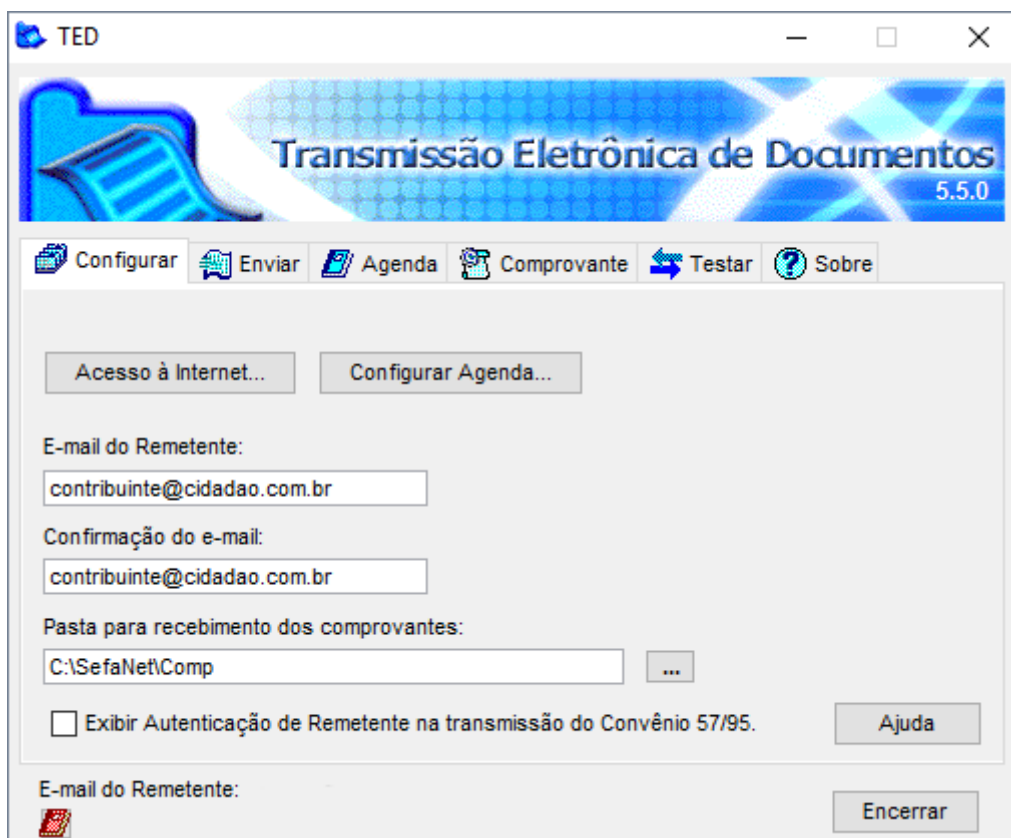 TED
Transmissão Eletrônica de Documentos
5.5.0
Configurar Enviar Agenda Comprovante Testar Sobre
Acesso à Internet... Configurar Agenda...
E-mail do Remetente:
contribuinte@cidadao.com.br
Confirmação do e-mail:
contribuinte@cidadao.com.br
Pasta para recebimento dos comprovantes:
C:\SefaNet\Comp ...
Exibir Autenticação de Remetente na transmissão do Convênio 57/95. Ajuda
E-mail do Remetente:
Encerrar